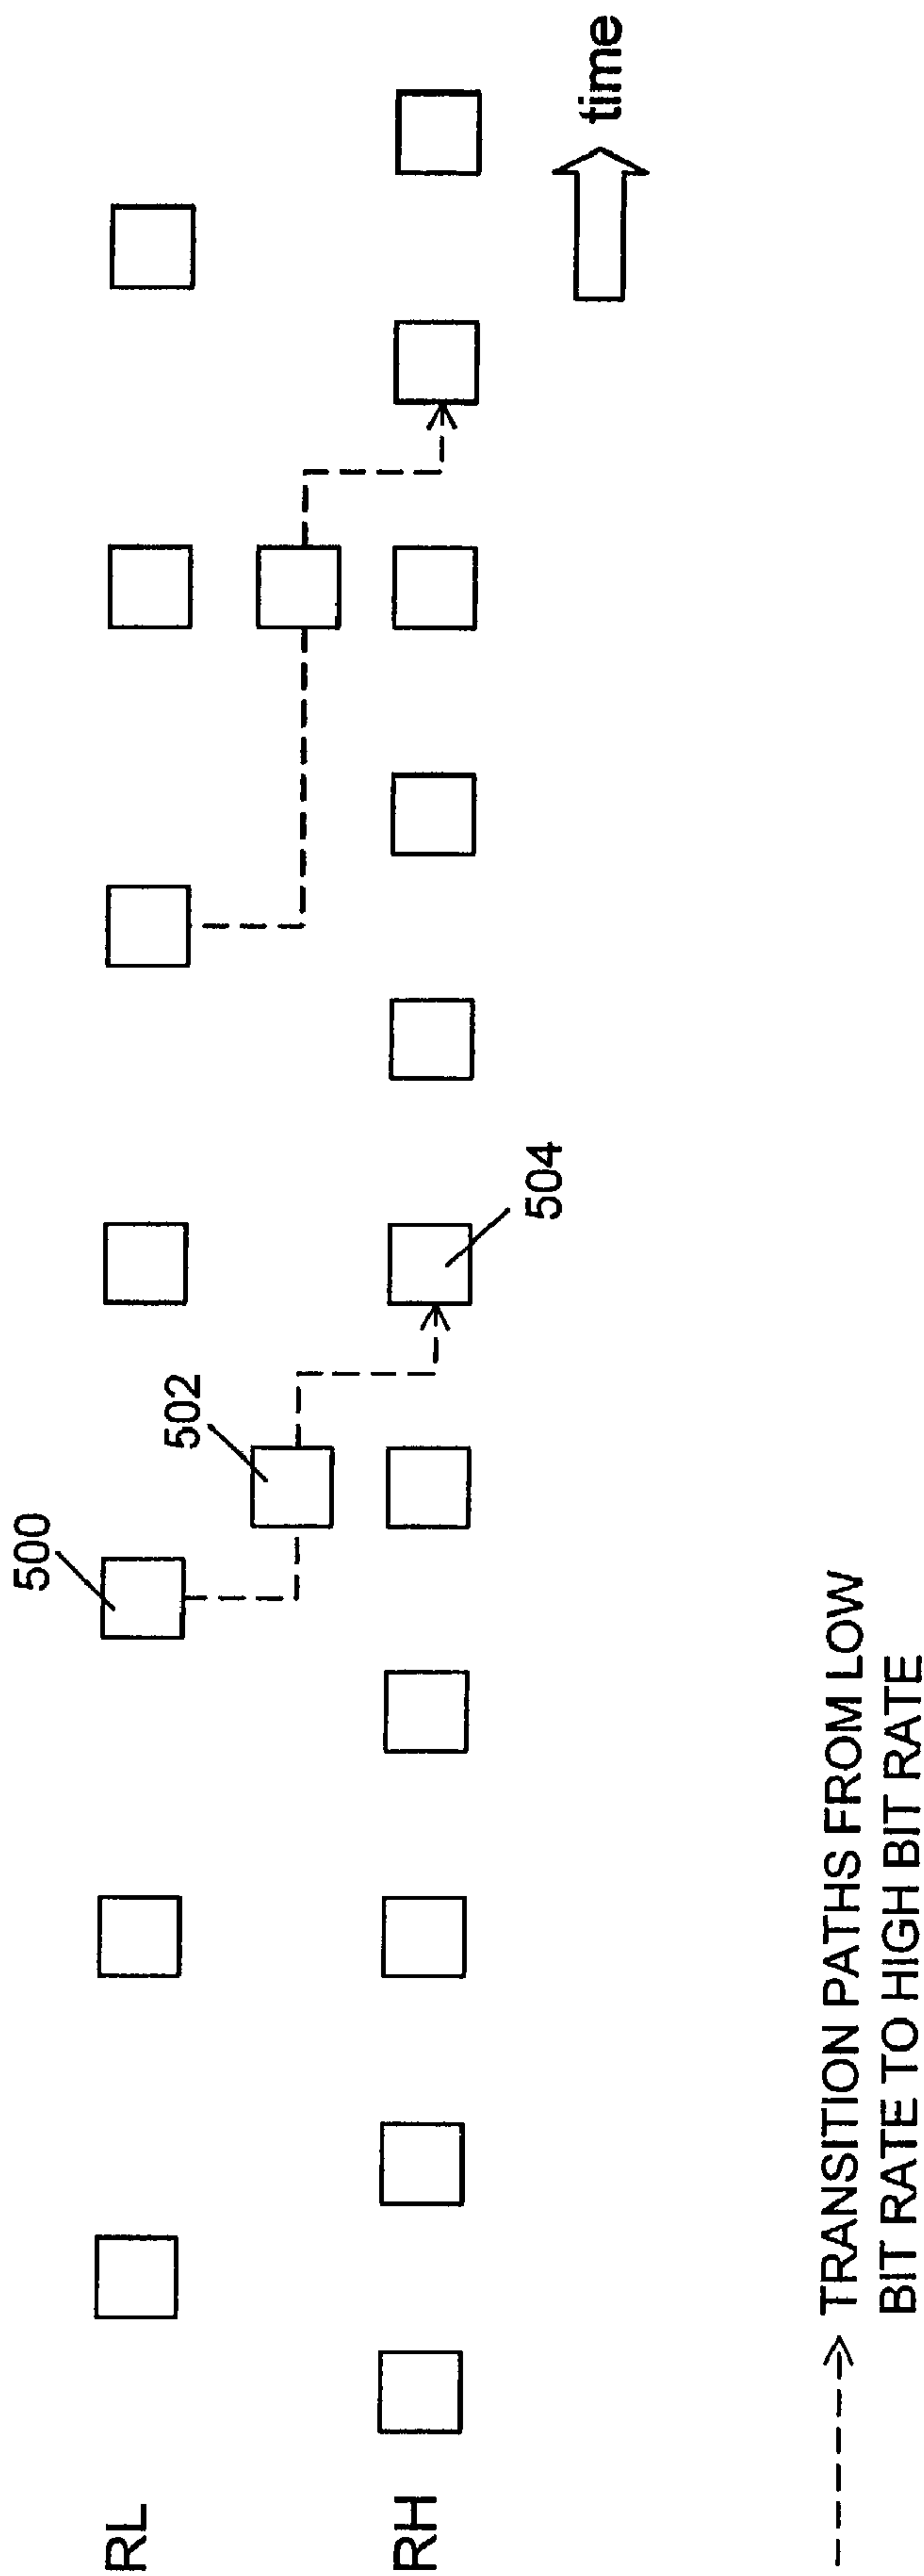 RL
500
502
RH
504
time
TRANSITION PATHS FROM LOW
BIT RATE TO HIGH BIT RATE